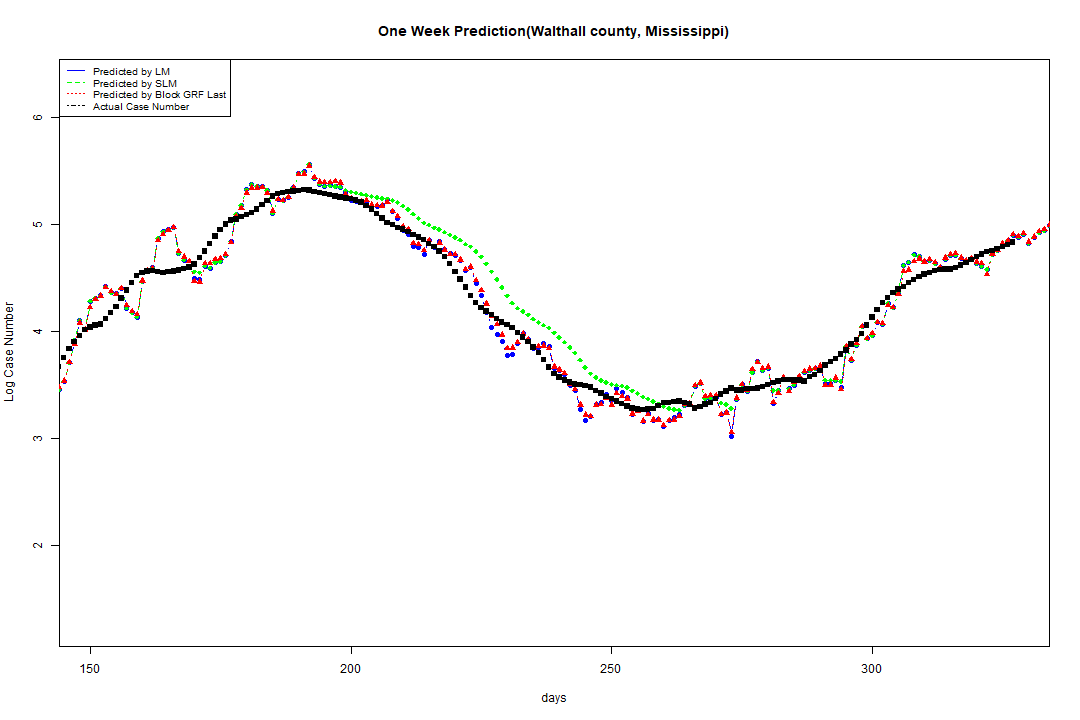 One Week Prediction(Walthall county, Mississippi)
Predicted by LM
Predicted by SLM
Predicted by Block GRF Last
Actual Case Number
6
5
4
3
2
Log Case Number
150 200 250 300
days